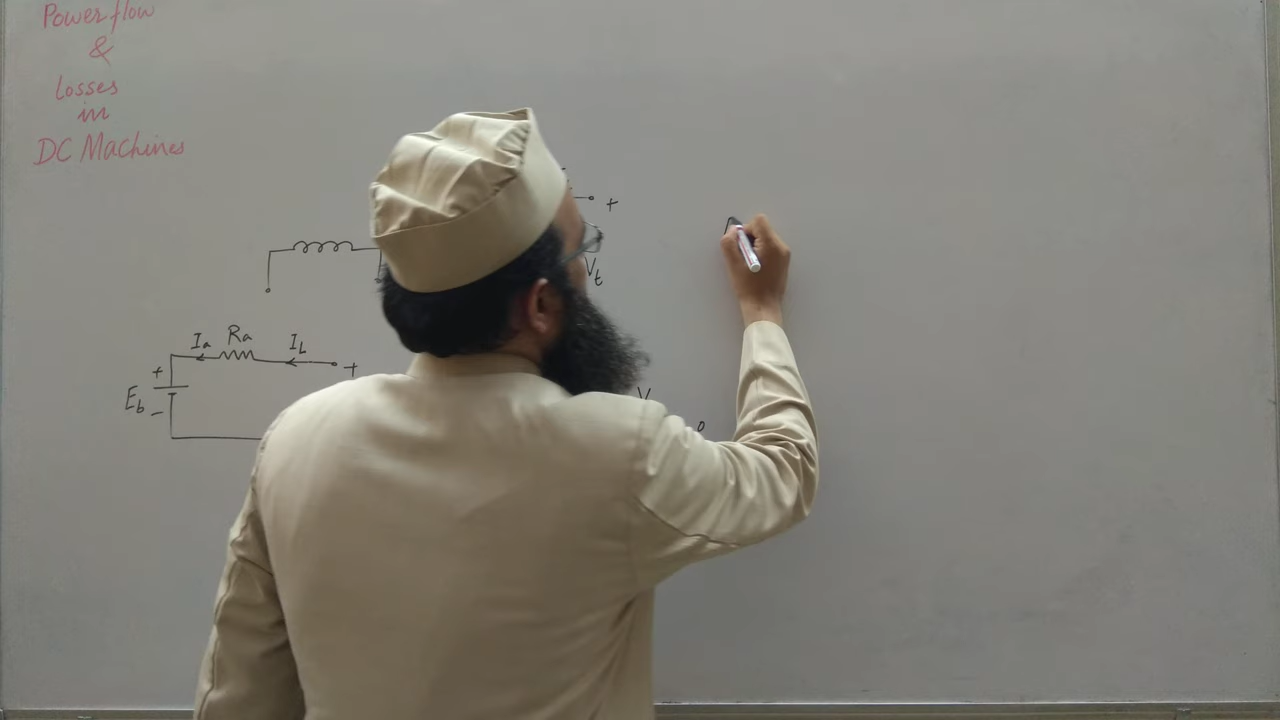 Power flow
&
Losses
in
DC Machines
+
Vt
Ia Ra IL
+ +
Eb
−
V